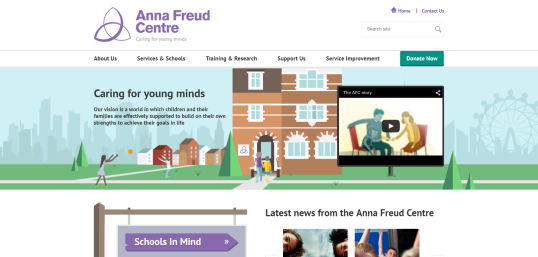 Home | Contact Us
Anna Freud
Centre
Caring for young minds
Search site
About Us Services & Schools Training & Research Support Us Service Improvement Donate Now
Caring for young minds
Our vision is a world in which children and their
families are effectively supported to build on their own
strengths to achieve their goals in life
The AFC story
Latest news from the Anna Freud Centre
Schools In Mind »